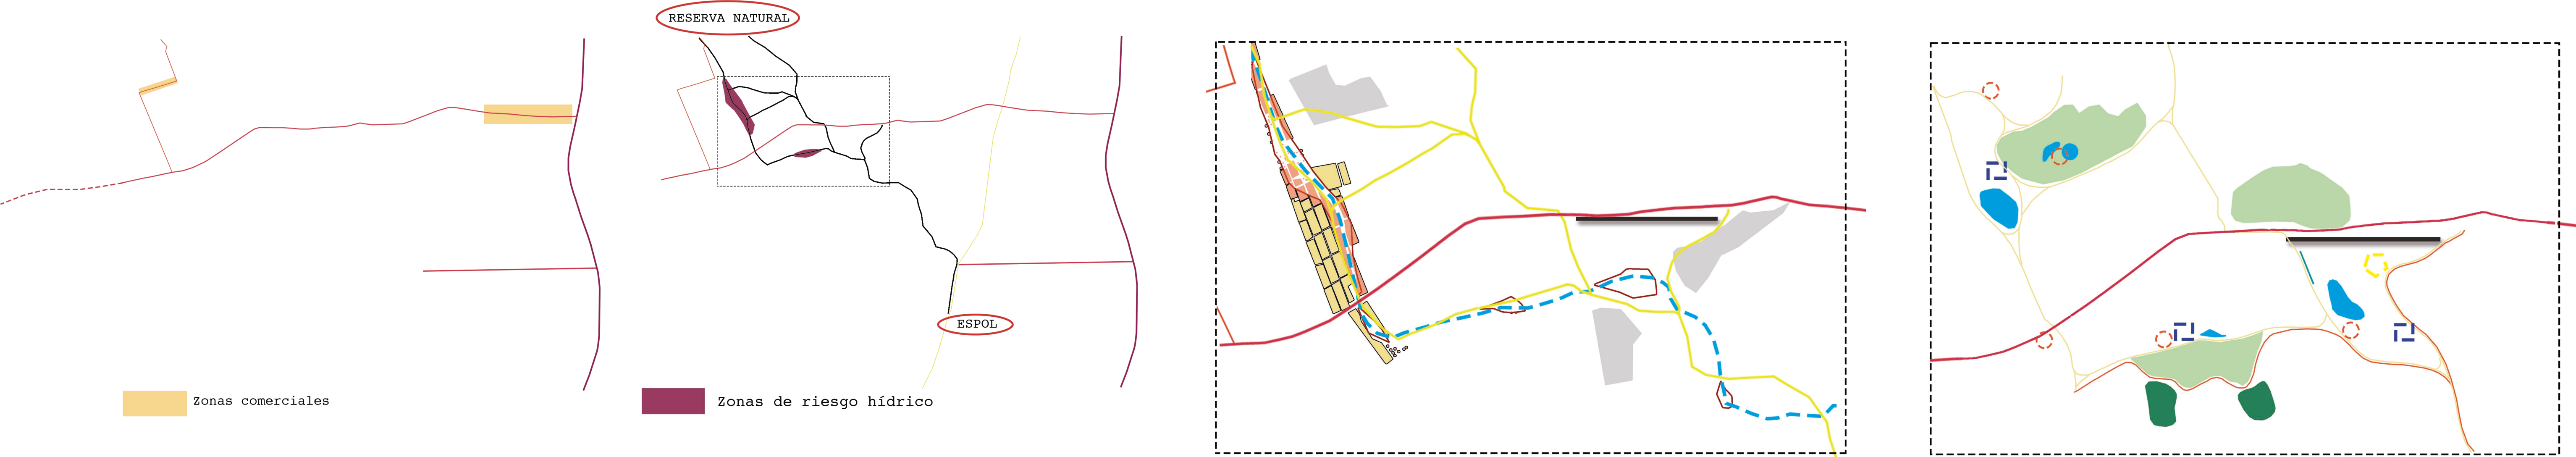 RESERVA NATURAL
ESPOL
Zonas comerciales
Zonas de riesgo hídrico